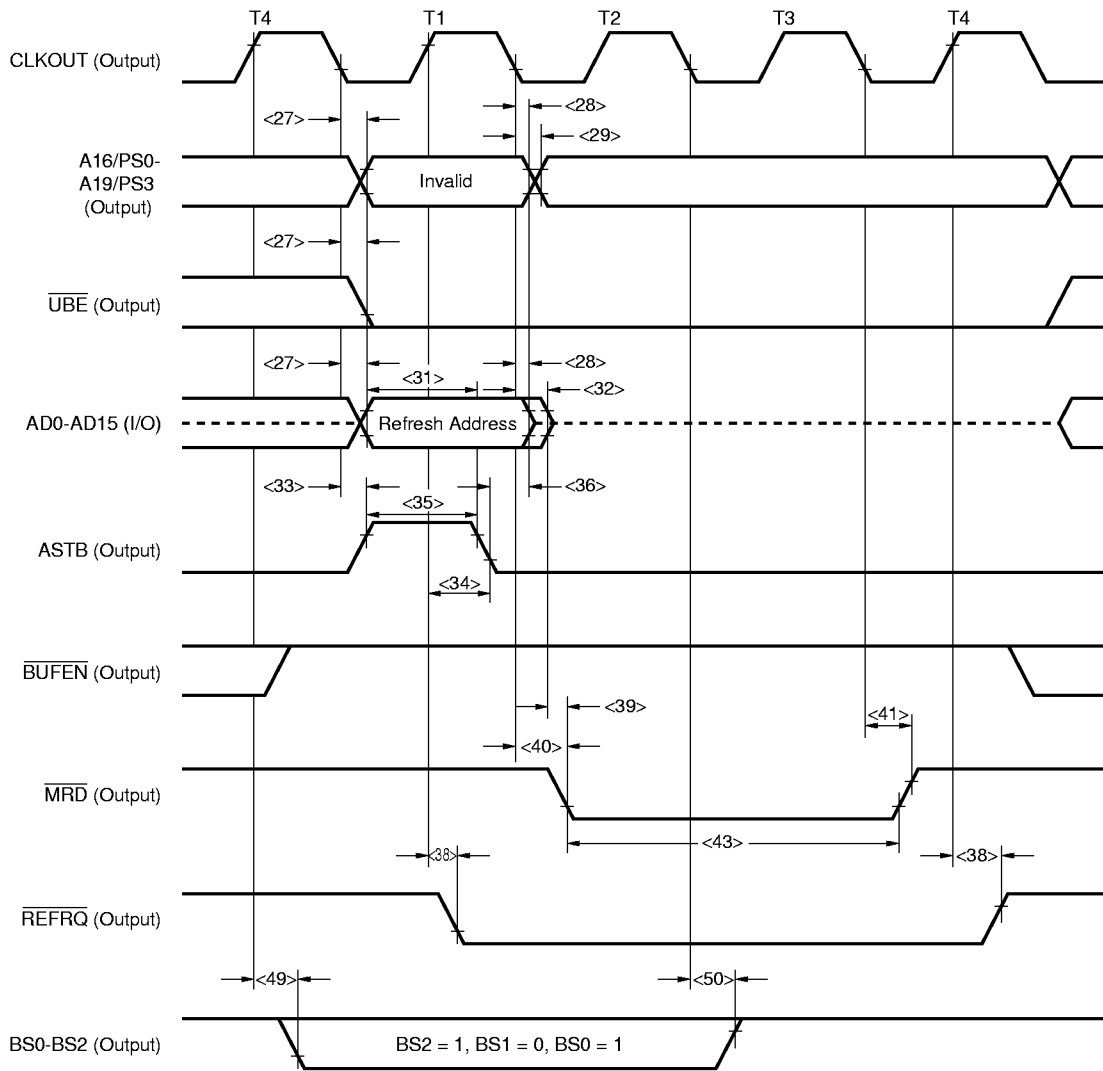 T4 T1 T2 T3 T4
CLKOUT (Output)
<27> <28>
<29>
A16/PS0-
A19/PS3
(Output)
Invalid
<27>
UBE (Output)
<27> <31> <28>
<32>
AD0-AD15 (I/O)
Refresh Address
<33> <35> <36>
ASTB (Output)
<34>
BUFEN (Output)
<39> <41>
<40>
MRD (Output)
<43>
<38> <38>
REFRQ (Output)
<49> <50>
BS0-BS2 (Output)
BS2 = 1, BS1 = 0, BS0 = 1